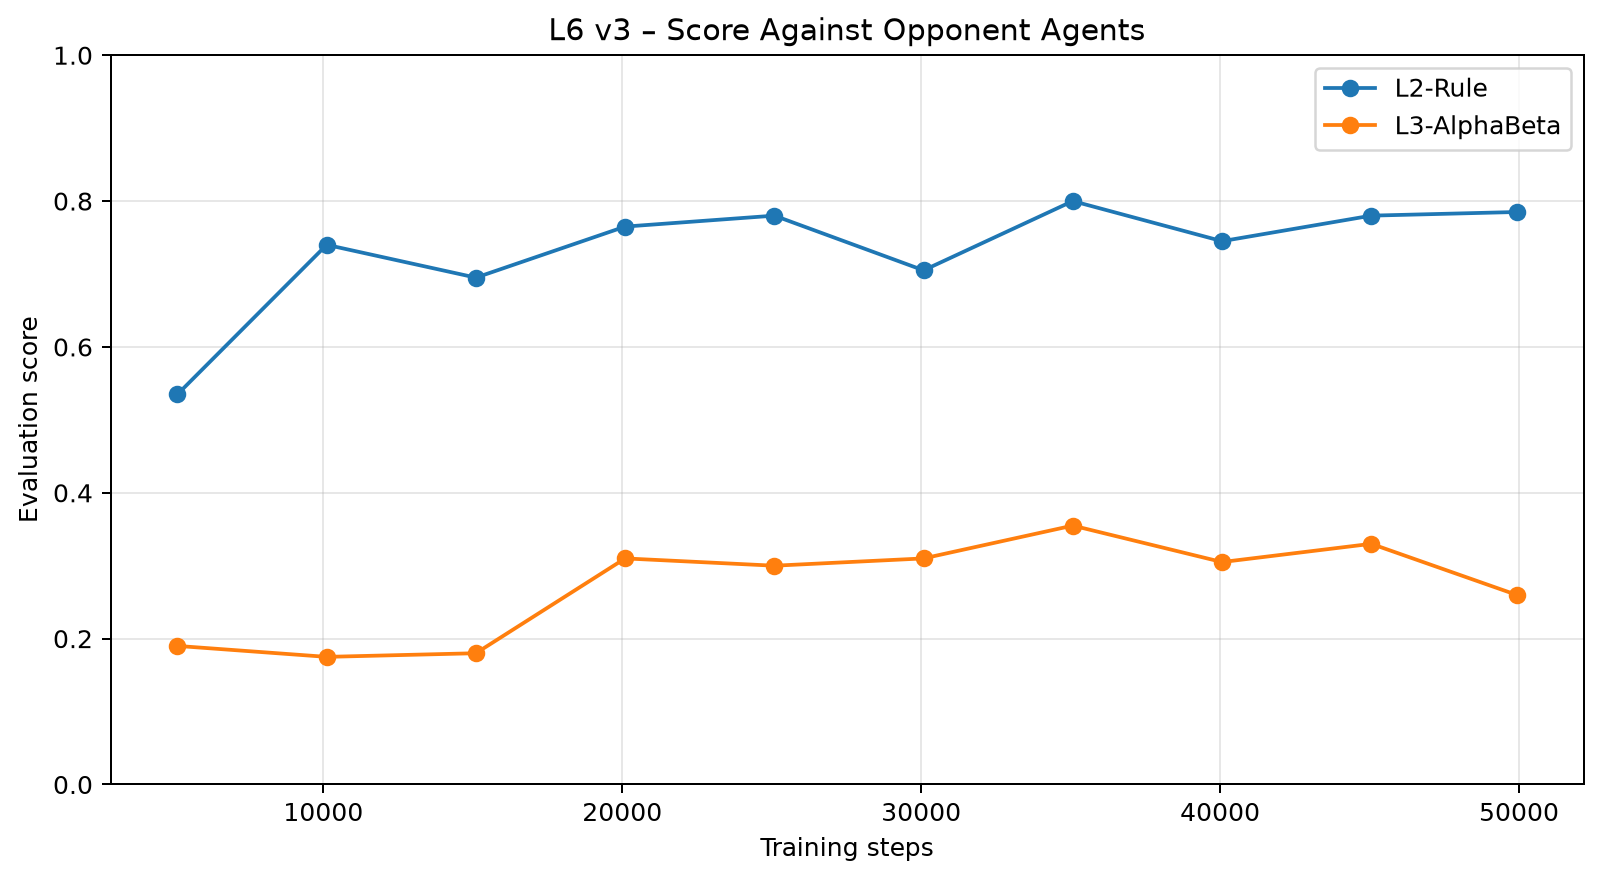 L6 v3 – Score Against Opponent Agents
L2-Rule
L3-AlphaBeta
Evaluation score
1.0
0.8
0.6
0.4
0.2
0.0
10000
20000
30000
40000
50000
Training steps